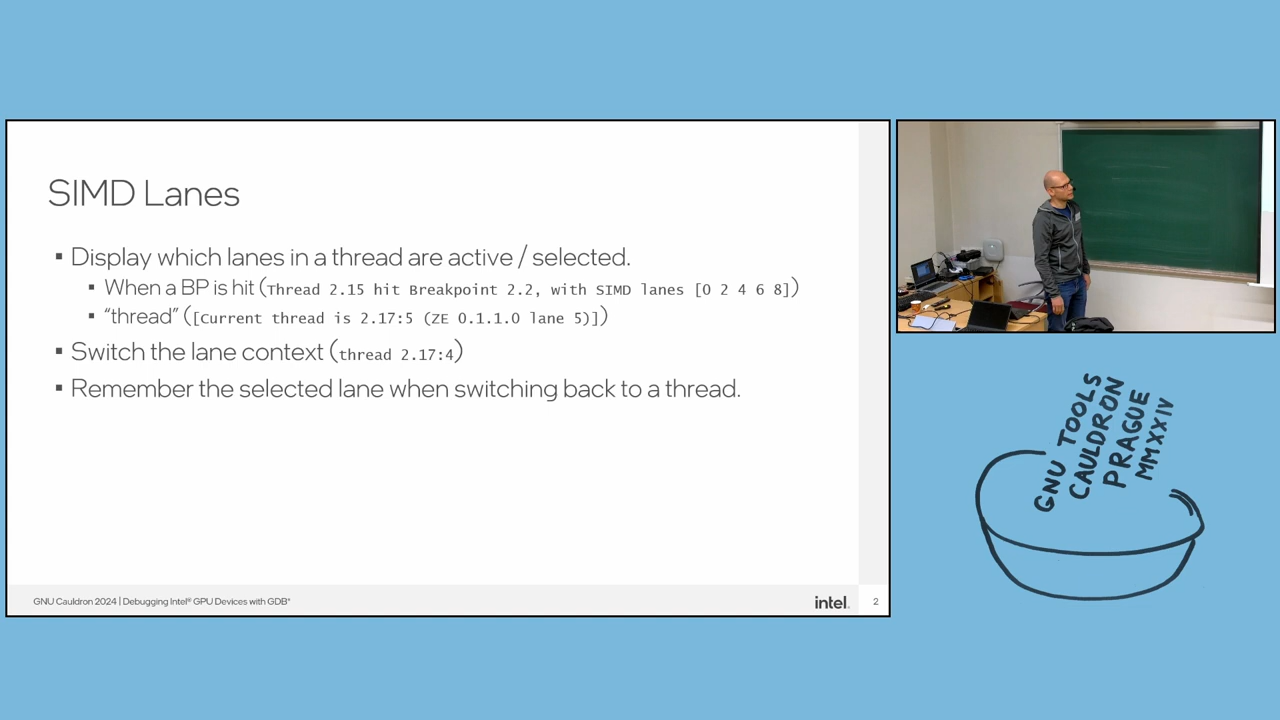 SIMD Lanes
▪ Display which lanes in a thread are active / selected.
▪ When a BP is hit (Thread 2.15 hit Breakpoint 2.2, with SIMD lanes [0 2 4 6 8])
▪ “thread” ([Current thread is 2.17:5 (ZE 0.1.1.0 lane 5)])
▪ Switch the lane context (thread 2.17:4)
▪ Remember the selected lane when switching back to a thread.
GNU Cauldron 2024 | Debugging Intel® GPU Devices with GDB*
intel.
2
GNU TOOLS
CAULDRON
PRAGUE
MMXXIV